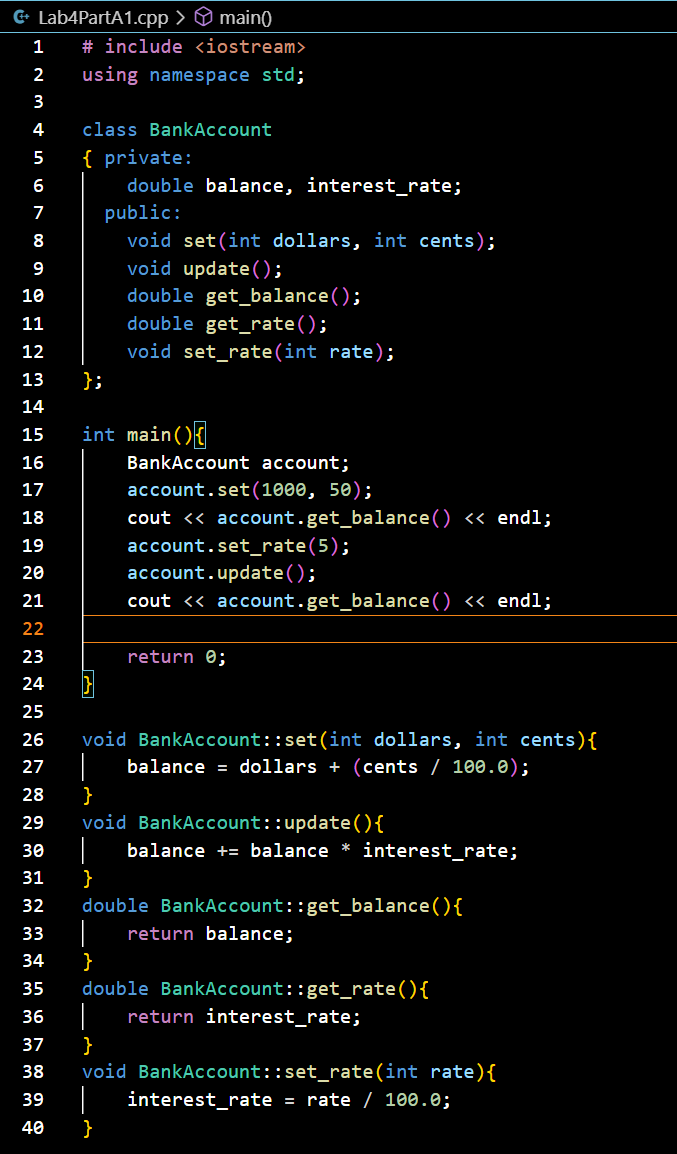 Lab4PartA1.cpp > main()
1 # include <iostream>
2 using namespace std;
3
4 class BankAccount
5 { private:
6     double balance, interest_rate;
7   public:
8     void set(int dollars, int cents);
9     void update();
10     double get_balance();
11     double get_rate();
12     void set_rate(int rate);
13 };
14
15 int main(){
16     BankAccount account;
17     account.set(1000, 50);
18     cout << account.get_balance() << endl;
19     account.set_rate(5);
20     account.update();
21     cout << account.get_balance() << endl;
22
23     return 0;
24 }
25
26 void BankAccount::set(int dollars, int cents){
27     balance = dollars + (cents / 100.0);
28 }
29 void BankAccount::update(){
30     balance += balance * interest_rate;
31 }
32 double BankAccount::get_balance(){
33     return balance;
34 }
35 double BankAccount::get_rate(){
36     return interest_rate;
37 }
38 void BankAccount::set_rate(int rate){
39     interest_rate = rate / 100.0;
40 }